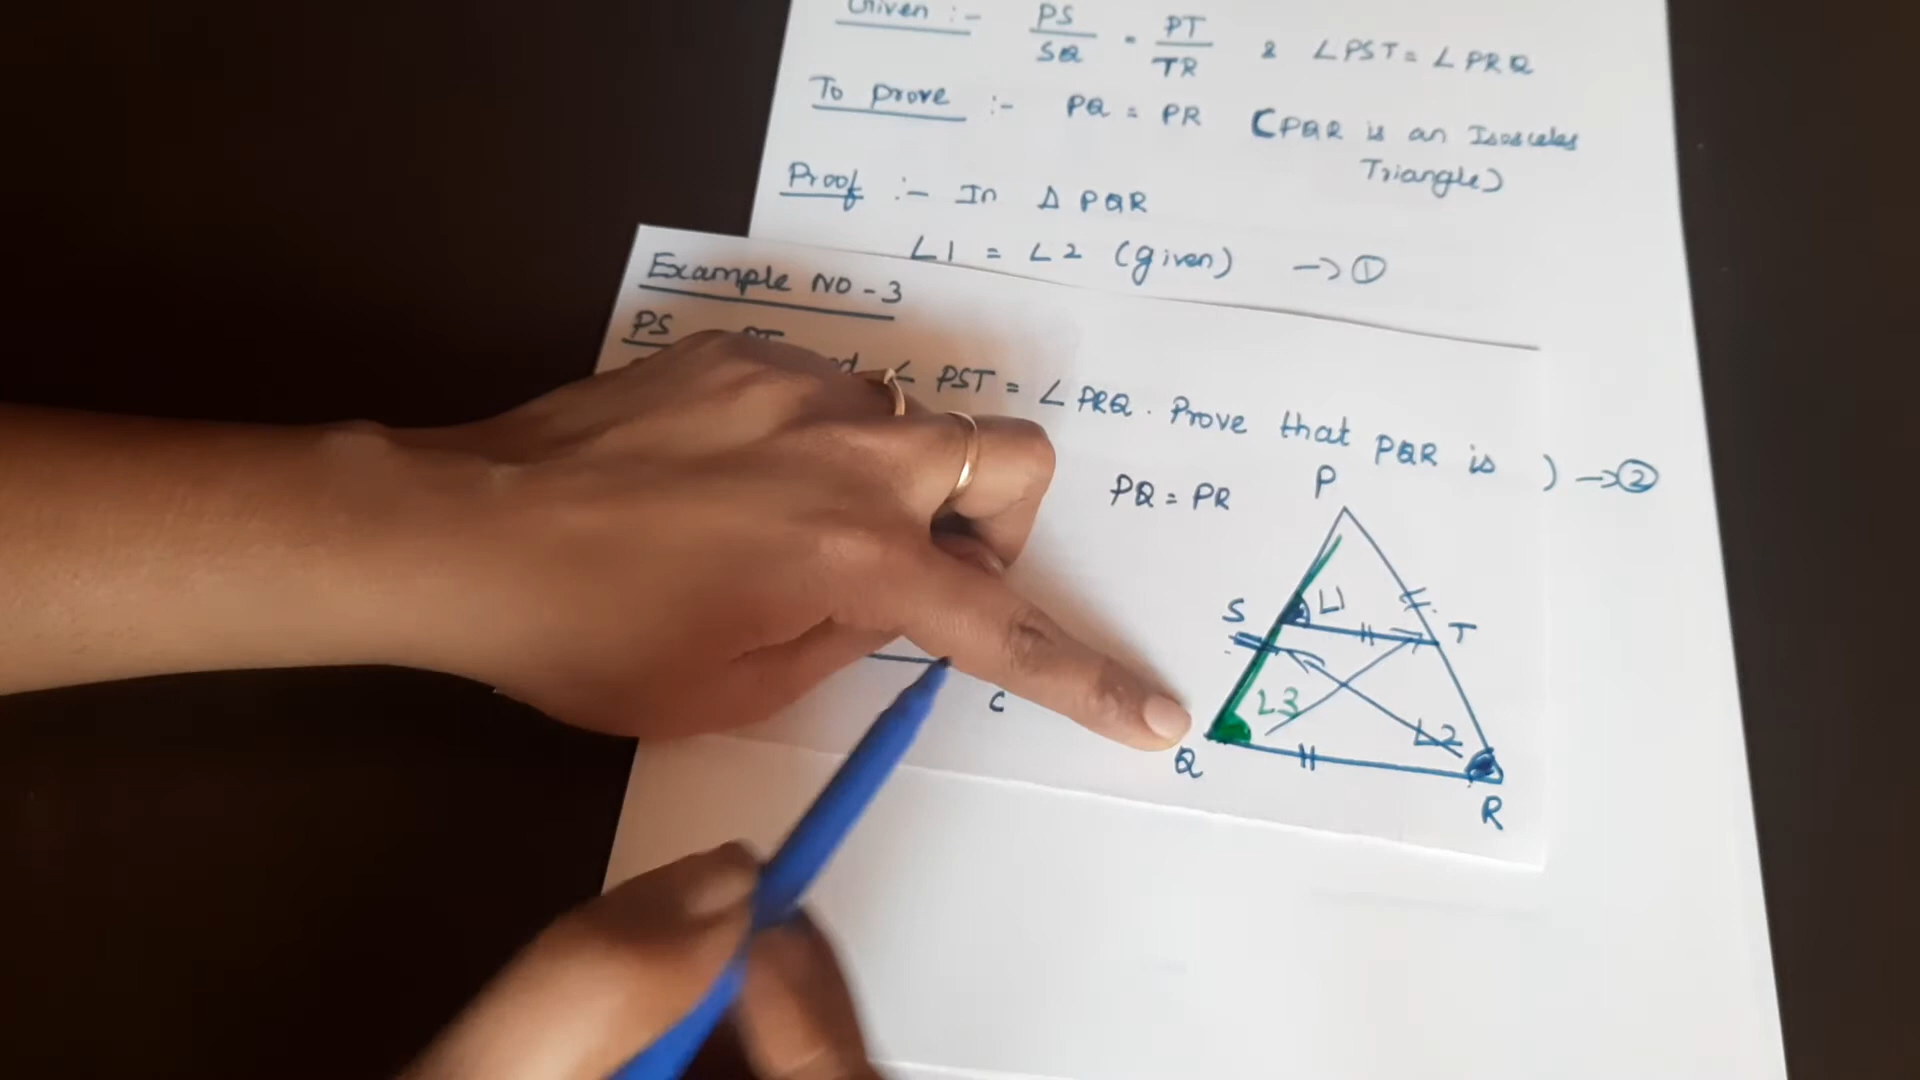 Given :- PS/SQ = PT/TR & ∠PST = ∠PRQ
To prove :- PQ = PR (PQR is an Isosceles
Triangle)
Proof :- In Δ PQR
∠1 = ∠2 (given) → ①
Example NO - 3
PS
∠ PST = ∠ PRQ. Prove that PQR is
) → ②
PQ = PR
P
S
∠1
T
∠3
∠2
Q
R
C